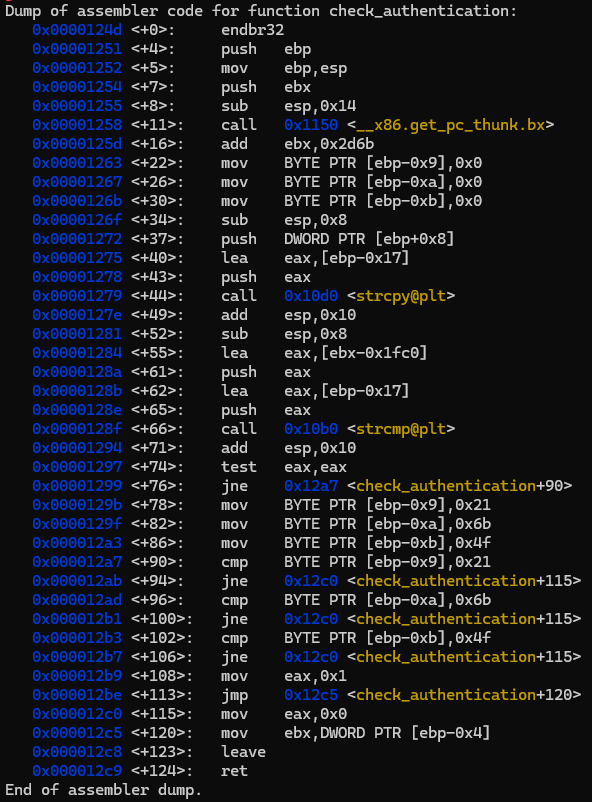 Dump of assembler code for function check_authentication:
   0x0000124d <+0>:     endbr32
   0x00001251 <+4>:     push   ebp
   0x00001252 <+5>:     mov    ebp,esp
   0x00001254 <+7>:     push   ebx
   0x00001255 <+8>:     sub    esp,0x14
   0x00001258 <+11>:    call   0x1150 <__x86.get_pc_thunk.bx>
   0x0000125d <+16>:    add    ebx,0x2d6b
   0x00001263 <+22>:    mov    BYTE PTR [ebp-0x9],0x0
   0x00001267 <+26>:    mov    BYTE PTR [ebp-0xa],0x0
   0x0000126b <+30>:    mov    BYTE PTR [ebp-0xb],0x0
   0x0000126f <+34>:    sub    esp,0x8
   0x00001272 <+37>:    push   DWORD PTR [ebp+0x8]
   0x00001275 <+40>:    lea    eax,[ebp-0x17]
   0x00001278 <+43>:    push   eax
   0x00001279 <+44>:    call   0x10d0 <strcpy@plt>
   0x0000127e <+49>:    add    esp,0x10
   0x00001281 <+52>:    sub    esp,0x8
   0x00001284 <+55>:    lea    eax,[ebx-0x1fc0]
   0x0000128a <+61>:    push   eax
   0x0000128b <+62>:    lea    eax,[ebp-0x17]
   0x0000128e <+65>:    push   eax
   0x0000128f <+66>:    call   0x10b0 <strcmp@plt>
   0x00001294 <+71>:    add    esp,0x10
   0x00001297 <+74>:    test   eax,eax
   0x00001299 <+76>:    jne    0x12a7 <check_authentication+90>
   0x0000129b <+78>:    mov    BYTE PTR [ebp-0x9],0x21
   0x0000129f <+82>:    mov    BYTE PTR [ebp-0xa],0x6b
   0x000012a3 <+86>:    mov    BYTE PTR [ebp-0xb],0x4f
   0x000012a7 <+90>:    cmp    BYTE PTR [ebp-0x9],0x21
   0x000012ab <+94>:    jne    0x12c0 <check_authentication+115>
   0x000012ad <+96>:    cmp    BYTE PTR [ebp-0xa],0x6b
   0x000012b1 <+100>:   jne    0x12c0 <check_authentication+115>
   0x000012b3 <+102>:   cmp    BYTE PTR [ebp-0xb],0x4f
   0x000012b7 <+106>:   jne    0x12c0 <check_authentication+115>
   0x000012b9 <+108>:   mov    eax,0x1
   0x000012be <+113>:   jmp    0x12c5 <check_authentication+120>
   0x000012c0 <+115>:   mov    eax,0x0
   0x000012c5 <+120>:   mov    ebx,DWORD PTR [ebp-0x4]
   0x000012c8 <+123>:   leave
   0x000012c9 <+124>:   ret
End of assembler dump.